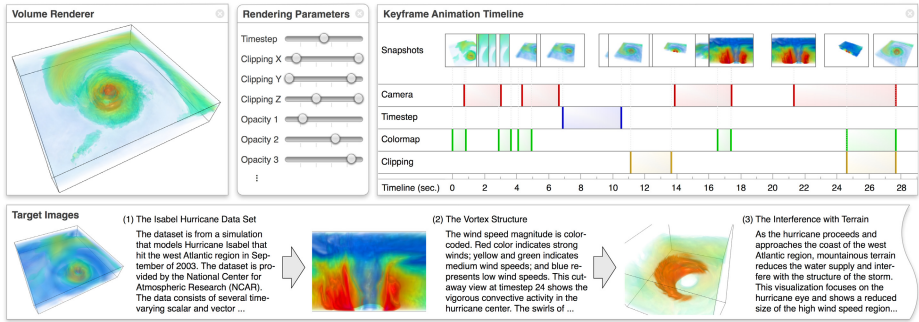 Volume Renderer
Rendering Parameters
Timestep
Clipping X
Clipping Y
Clipping Z
Opacity 1
Opacity 2
Opacity 3
⋮
Keyframe Animation Timeline
Snapshots
Camera
Timestep
Colormap
Clipping
Timeline (sec.) 0 2 4 6 8 10 12 14 16 18 20 22 24 26 28
Target Images
(1) The Isabel Hurricane Data Set
The dataset is from a simulation
that models Hurricane Isabel that
hit the west Atlantic region in Sep-
tember of 2003. The dataset is pro-
vided by the National Center for
Atmospheric Research (NCAR).
The data consists of several time-
varying scalar and vector ...
(2) The Vortex Structure
The wind speed magnitude is color-
coded. Red color indicates strong
winds; yellow and green indicates
medium wind speeds; and blue re-
presents low wind speeds. This cut-
away view at timestep 24 shows the
vigorous convective activity in the
hurricane center. The swirls of ...
(3) The Interference with Terrain
As the hurricane proceeds and
approaches the coast of the west
Atlantic region, mountainous terrain
reduces the water supply and inter-
fere with the structure of the storm.
This visualization focuses on the
hurricane eye and shows a reduced
size of the high wind speed region...